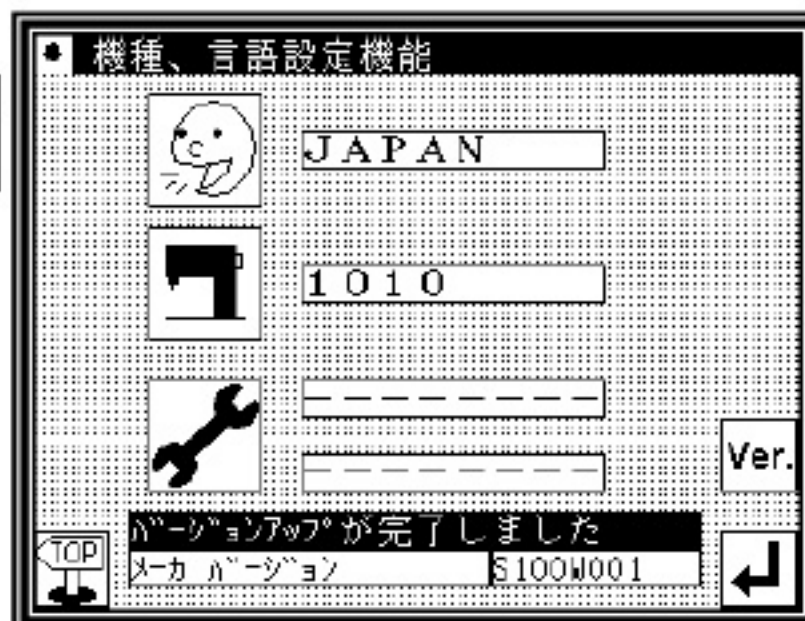 機種、言語設定機能
JAPAN
1010
Ver.
バージョンアップが完了しました
TOP
メーカ バージョン S100W001